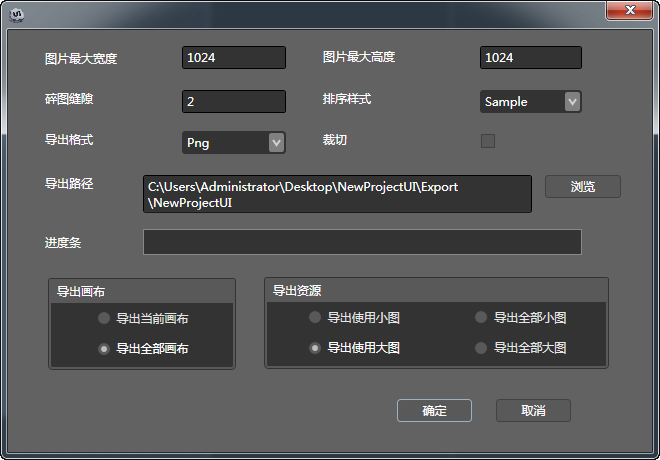 UI
图片最大宽度 1024 图片最大高度 1024
碎图缝隙 2 排序样式 Sample
导出格式 Png 裁切
导出路径 C:\Users\Administrator\Desktop\NewProjectUI\Export
\NewProjectUI 浏览
进度条
导出画布 导出资源
导出当前画布 导出使用小图 导出全部小图
导出全部画布 导出使用大图 导出全部大图
确定 取消